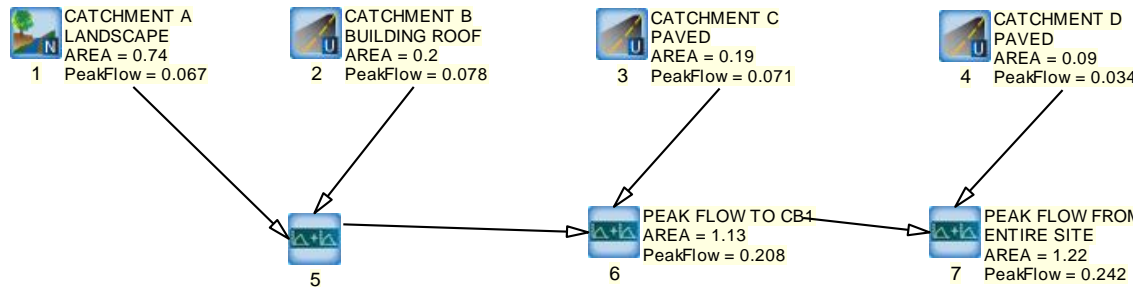 CATCHMENT A
LANDSCAPE
AREA = 0.74
PeakFlow = 0.067
N
1
CATCHMENT B
BUILDING ROOF
AREA = 0.2
PeakFlow = 0.078
U
2
CATCHMENT C
PAVED
AREA = 0.19
PeakFlow = 0.071
U
3
CATCHMENT D
PAVED
AREA = 0.09
PeakFlow = 0.034
U
4
5
PEAK FLOW TO CB1
AREA = 1.13
PeakFlow = 0.208
6
PEAK FLOW FROM
ENTIRE SITE
AREA = 1.22
PeakFlow = 0.242
7